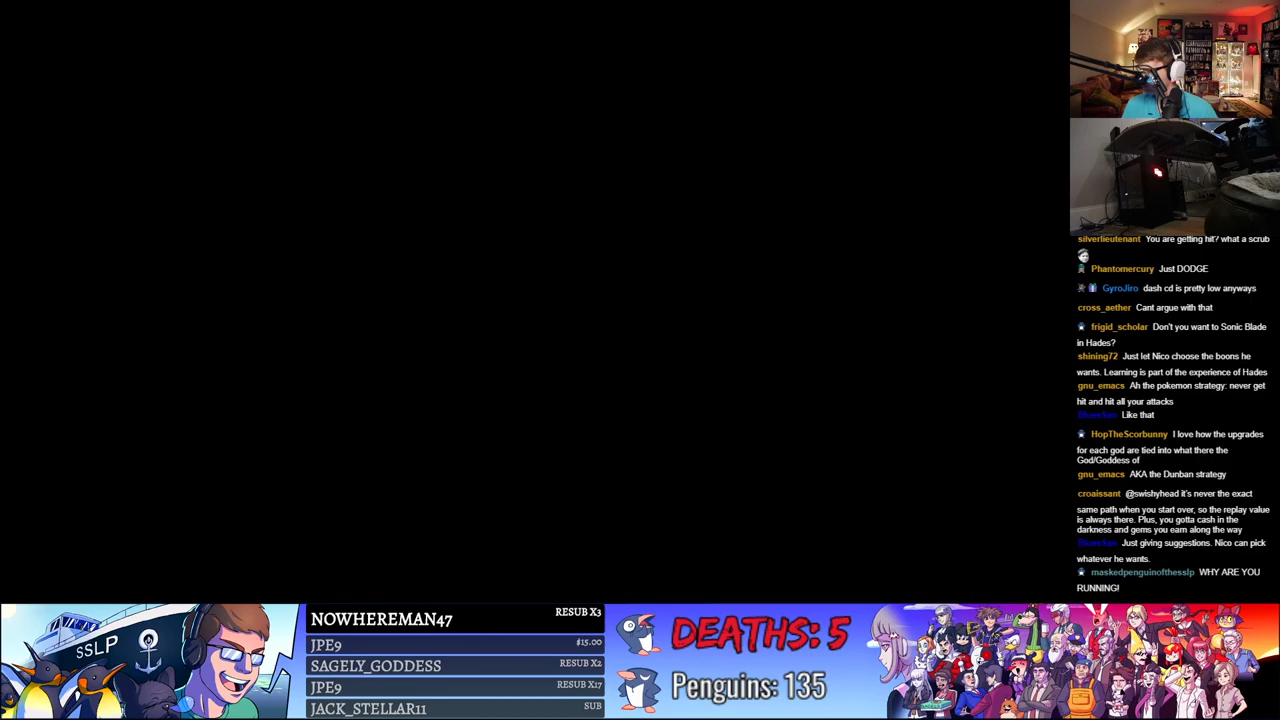 silverlieutenant You are getting hit? what a scrub
Phantomercury Just DODGE
GyroJiro dash cd is pretty low anyways
cross_aether Cant argue with that
frigid_scholar Don't you want to Sonic Blade
in Hades?
shining72 Just let Nico choose the boons he
wants. Learning is part of the experience of Hades
gnu_emacs Ah the pokemon strategy: never get
hit and hit all your attacks
Like that
HopTheScorbunny I love how the upgrades
for each god are tied into what there the
God/Goddess of
gnu_emacs AKA the Dunban strategy
croaissant @swishyhead it's never the exact
same path when you start over, so the replay value
is always there. Plus, you gotta cash in the
darkness and gems you earn along the way
Just giving suggestions. Nico can pick
whatever he wants.
maskedpenguinofthesslp WHY ARE YOU
RUNNING!
SSLP
NOWHEREMAN47 RESUB X3
JPE9 $15.00
SAGELY_GODDESS RESUB X2
JPE9 RESUB X17
JACK_STELLAR11 SUB
DEATHS: 5
Penguins: 135